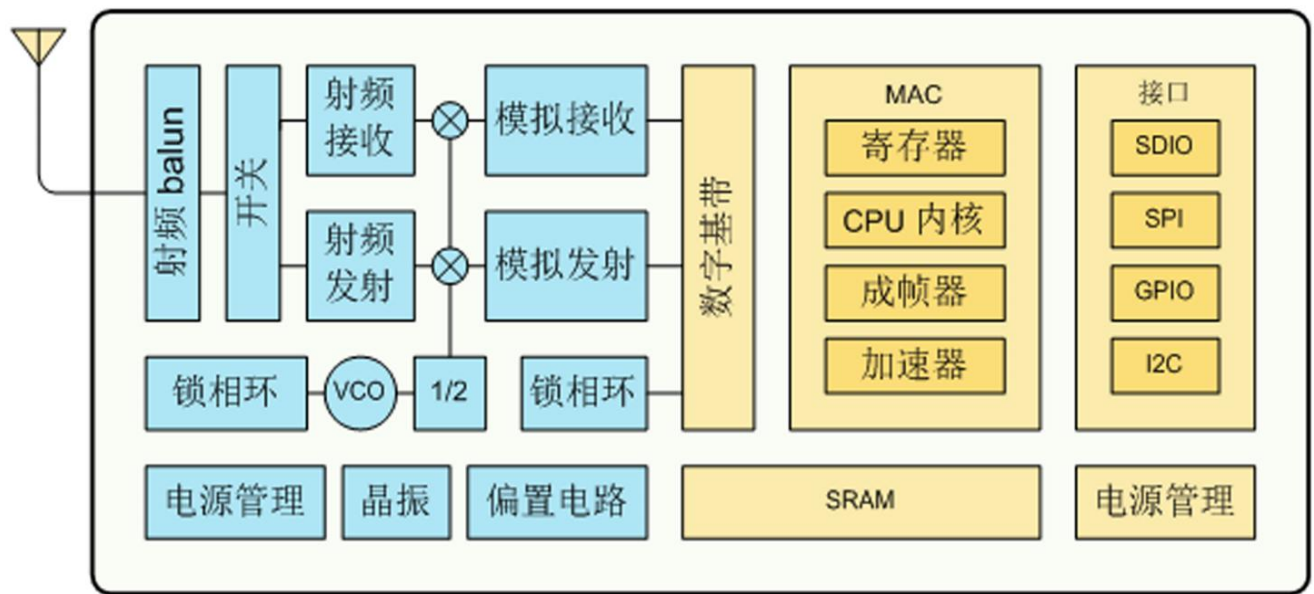 射频 balun
开关
射频
接收
模拟接收
射频
发射
模拟发射
锁相环
VCO
1/2
锁相环
数字基带
MAC
寄存器
CPU 内核
成帧器
加速器
接口
SDIO
SPI
GPIO
I2C
电源管理
晶振
偏置电路
SRAM
电源管理